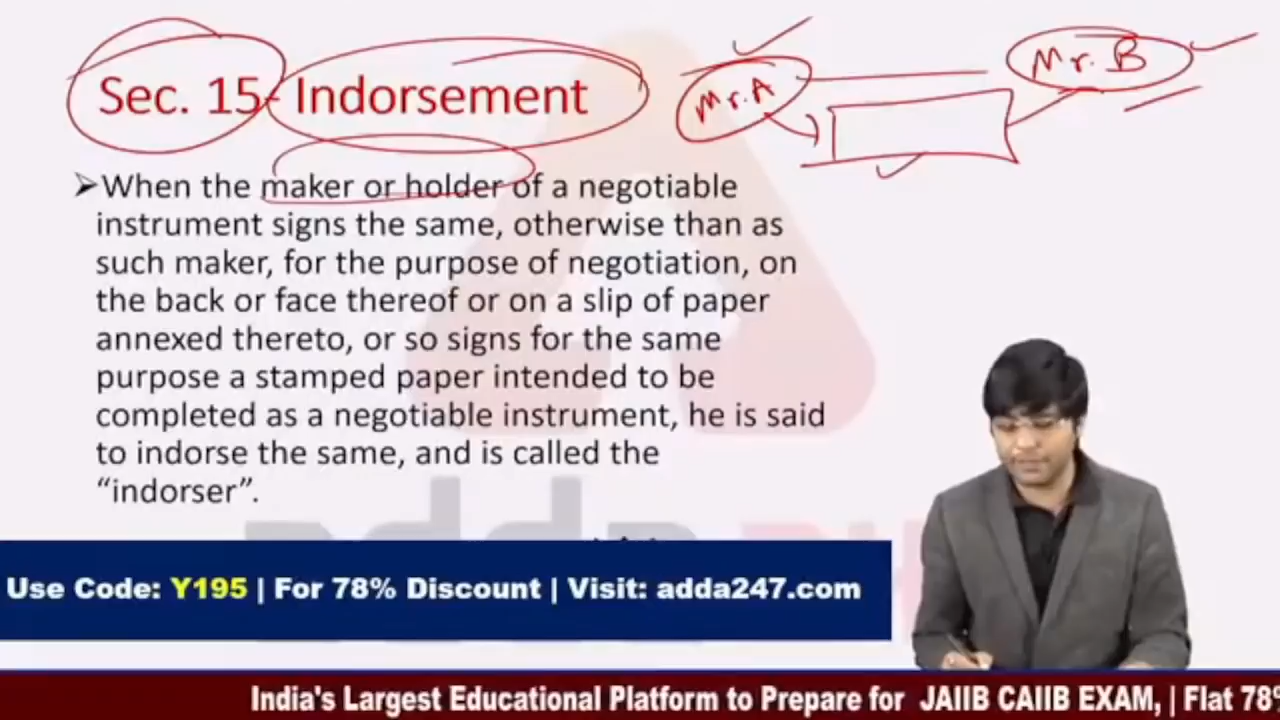 Sec. 15- Indorsement
Mr. A
Mr. B
➤When the maker or holder of a negotiable
instrument signs the same, otherwise than as
such maker, for the purpose of negotiation, on
the back or face thereof or on a slip of paper
annexed thereto, or so signs for the same
purpose a stamped paper intended to be
completed as a negotiable instrument, he is said
to indorse the same, and is called the
“indorser”.
Use Code: Y195 | For 78% Discount | Visit: adda247.com
India's Largest Educational Platform to Prepare for JAIIB CAIIB EXAM, | Flat 78%